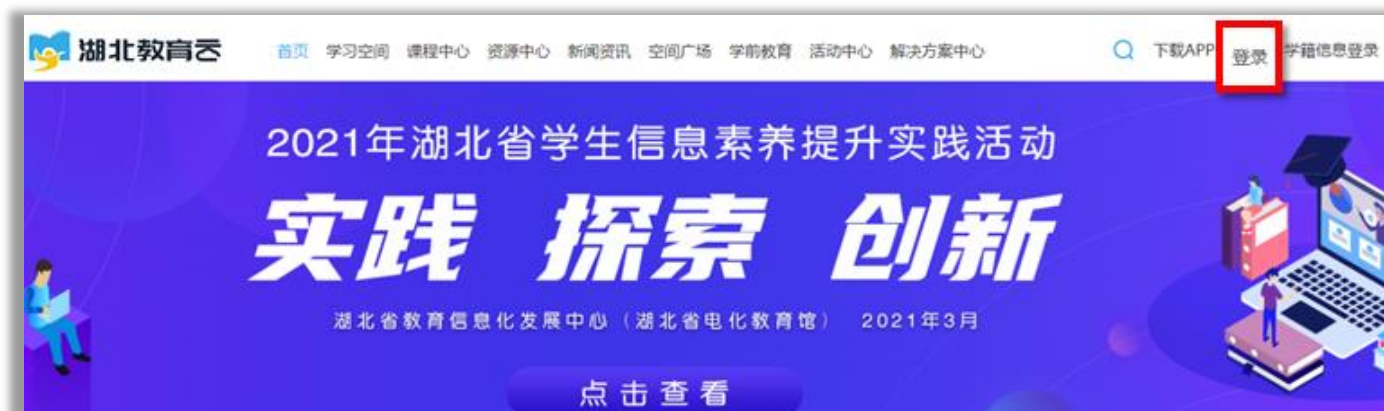 湖北教育云 首页 学习空间 课程中心 资源中心 新闻资讯 空间广场 学前教育 活动中心 解决方案中心 下载APP 登录 学籍信息登录
2021年湖北省学生信息素养提升实践活动
实践 探索 创新
湖北省教育信息化发展中心（湖北省电化教育馆） 2021年3月
点击查看